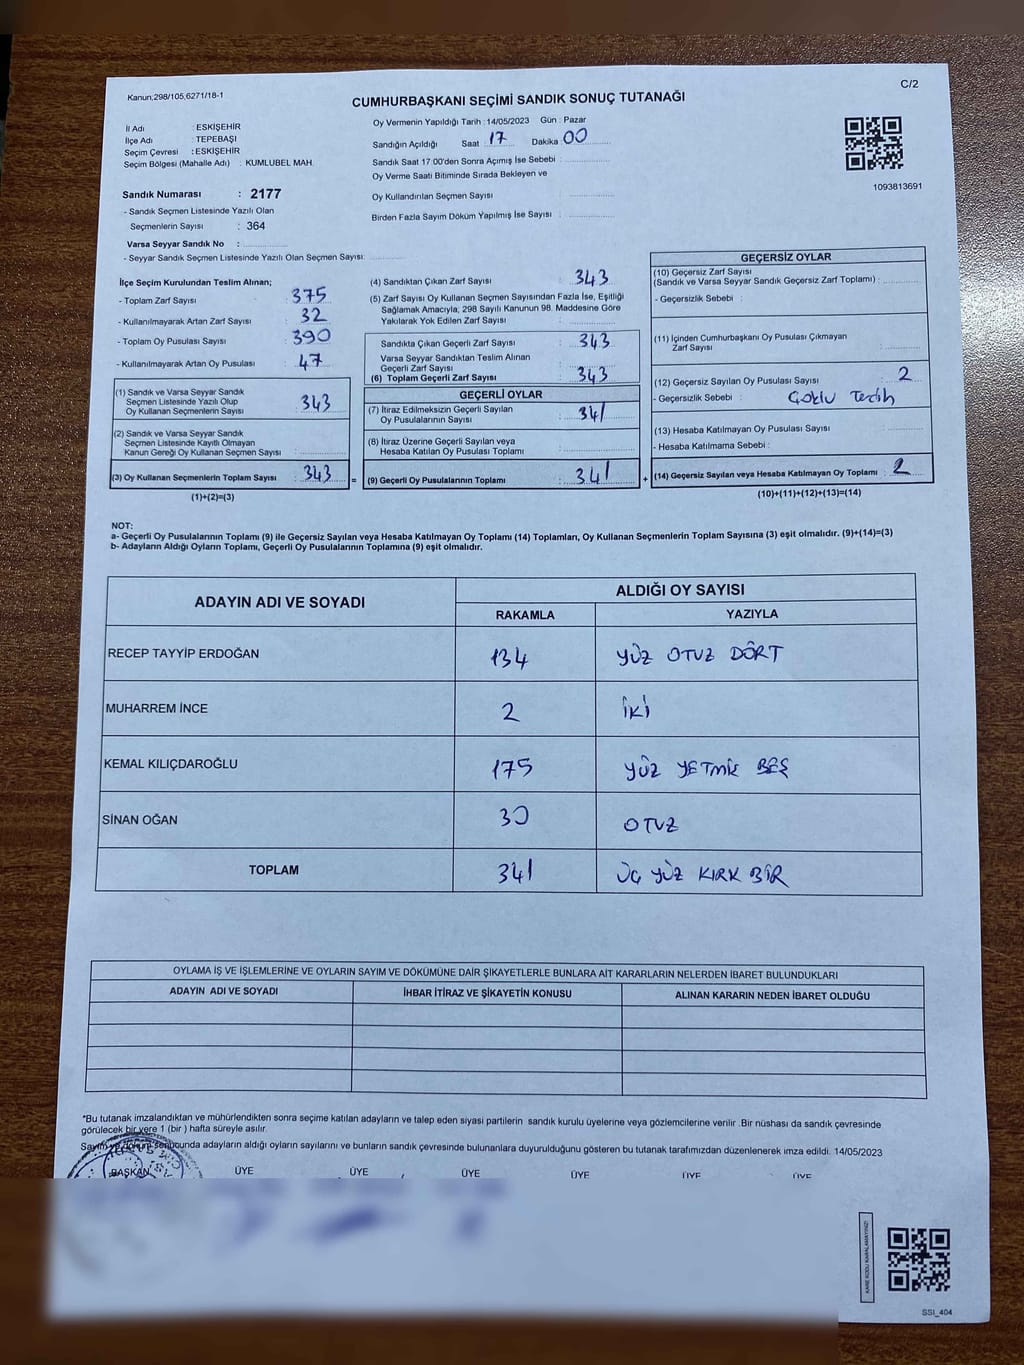 Kanun;298/105,6271/18-1
C/2
CUMHURBAŞKANI SEÇİMİ SANDIK SONUÇ TUTANAĞI
İl Adı : ESKİŞEHİR
İlçe Adı : TEPEBAŞI
Seçim Çevresi : ESKİŞEHİR
Seçim Bölgesi (Mahalle Adı) : KUMLUBEL MAH.
Oy Vermenin Yapıldığı Tarih : 14/05/2023 Gün : Pazar
Sandığın Açıldığı Saat 17 Dakika 00
Sandık Saat 17:00'den Sonra Açımış İse Sebebi :
Oy Verme Saati Bitiminde Sırada Bekleyen ve
Oy Kullandırılan Seçmen Sayısı
Birden Fazla Sayım Döküm Yapılmış İse Sayısı :
1093813691
Sandık Numarası : 2177
- Sandık Seçmen Listesinde Yazılı Olan
Seçmenlerin Sayısı : 364
Varsa Seyyar Sandık No :
- Seyyar Sandık Seçmen Listesinde Yazılı Olan Seçmen Sayısı:
İlçe Seçim Kurulundan Teslim Alınan;
- Toplam Zarf Sayısı : 375
- Kullanılmayarak Artan Zarf Sayısı : 32
- Toplam Oy Pusulası Sayısı : 390
- Kullanılmayarak Artan Oy Pusulası : 47
(1) Sandık ve Varsa Seyyar Sandık
Seçmen Listesinde Yazılı Olup
Oy Kullanan Seçmenlerin Sayısı : 343
(2) Sandık ve Varsa Seyyar Sandık
Seçmen Listesinde Kayıtlı Olmayan
Kanun Gereği Oy Kullanan Seçmen Sayısı :
(3) Oy Kullanan Seçmenlerin Toplam Sayısı : 343
(1)+(2)=(3)
=
(4) Sandıktan Çıkan Zarf Sayısı : 343
(5) Zarf Sayısı Oy Kullanan Seçmen Sayısından Fazla İse, Eşitliği
Sağlamak Amacıyla; 298 Sayılı Kanunun 98. Maddesine Göre
Yakılarak Yok Edilen Zarf Sayısı :
Sandıkta Çıkan Geçerli Zarf Sayısı : 343
Varsa Seyyar Sandıktan Teslim Alınan
Geçerli Zarf Sayısı :
(6) Toplam Geçerli Zarf Sayısı : 343
GEÇERLİ OYLAR
(7) İtiraz Edilmeksizin Geçerli Sayılan
Oy Pusulalarının Sayısı : 341
(8) İtiraz Üzerine Geçerli Sayılan veya
Hesaba Katılan Oy Pusulası Toplamı :
(9) Geçerli Oy Pusulalarının Toplamı : 341
+
GEÇERSİZ OYLAR
(10) Geçersiz Zarf Sayısı
(Sandık ve Varsa Seyyar Sandık Geçersiz Zarf Toplamı) :
- Geçersizlik Sebebi :
(11) İçinden Cumhurbaşkanı Oy Pusulası Çıkmayan
Zarf Sayısı :
(12) Geçersiz Sayılan Oy Pusulası Sayısı : 2
- Geçersizlik Sebebi : Çoklu Tercih
(13) Hesaba Katılmayan Oy Pusulası Sayısı :
- Hesaba Katılmama Sebebi :
(14) Geçersiz Sayılan veya Hesaba Katılmayan Oy Toplamı : 2
(10)+(11)+(12)+(13)=(14)
NOT:
a- Geçerli Oy Pusulalarının Toplamı (9) ile Geçersiz Sayılan veya Hesaba Katılmayan Oy Toplamı (14) Toplamları, Oy Kullanan Seçmenlerin Toplam Sayısına (3) eşit olmalıdır. (9)+(14)=(3)
b- Adayların Aldığı Oyların Toplamı, Geçerli Oy Pusulalarının Toplamına (9) eşit olmalıdır.
ADAYIN ADI VE SOYADI
ALDIĞI OY SAYISI
RAKAMLA YAZIYLA
RECEP TAYYİP ERDOĞAN 134 YÜZ OTUZ DÖRT
MUHARREM İNCE 2 İKİ
KEMAL KILIÇDAROĞLU 175 YÜZ YETMİŞ BEŞ
SİNAN OĞAN 30 OTUZ
TOPLAM 341 ÜÇ YÜZ KIRK BİR
OYLAMA İŞ VE İŞLEMLERİNE VE OYLARIN SAYIM VE DÖKÜMÜNE DAİR ŞİKAYETLERLE BUNLARA AİT KARARLARIN NELERDEN İBARET BULUNDUKLARI
ADAYIN ADI VE SOYADI İHBAR İTİRAZ VE ŞİKAYETİN KONUSU ALINAN KARARIN NEDEN İBARET OLDUĞU
*Bu tutanak imzalandıktan ve mühürlendikten sonra seçime katılan adayların ve talep eden siyasi partilerin sandık kurulu üyelerine veya gözlemcilerine verilir .Bir nüshası da sandık çevresinde
görülecek bir yere 1 (bir ) hafta süreyle asılır.
Sayım ve döküm sonucunda adayların aldığı oyların sayılarını ve bunların sandık çevresinde bulunanlara duyurulduğunu gösteren bu tutanak tarafımızdan düzenlenerek imza edildi. 14/05/2023
BAŞKAN ÜYE ÜYE ÜYE ÜYE ÜYE ÜYE
KARE KODU KARALAMAYINIZ!
SSI_404